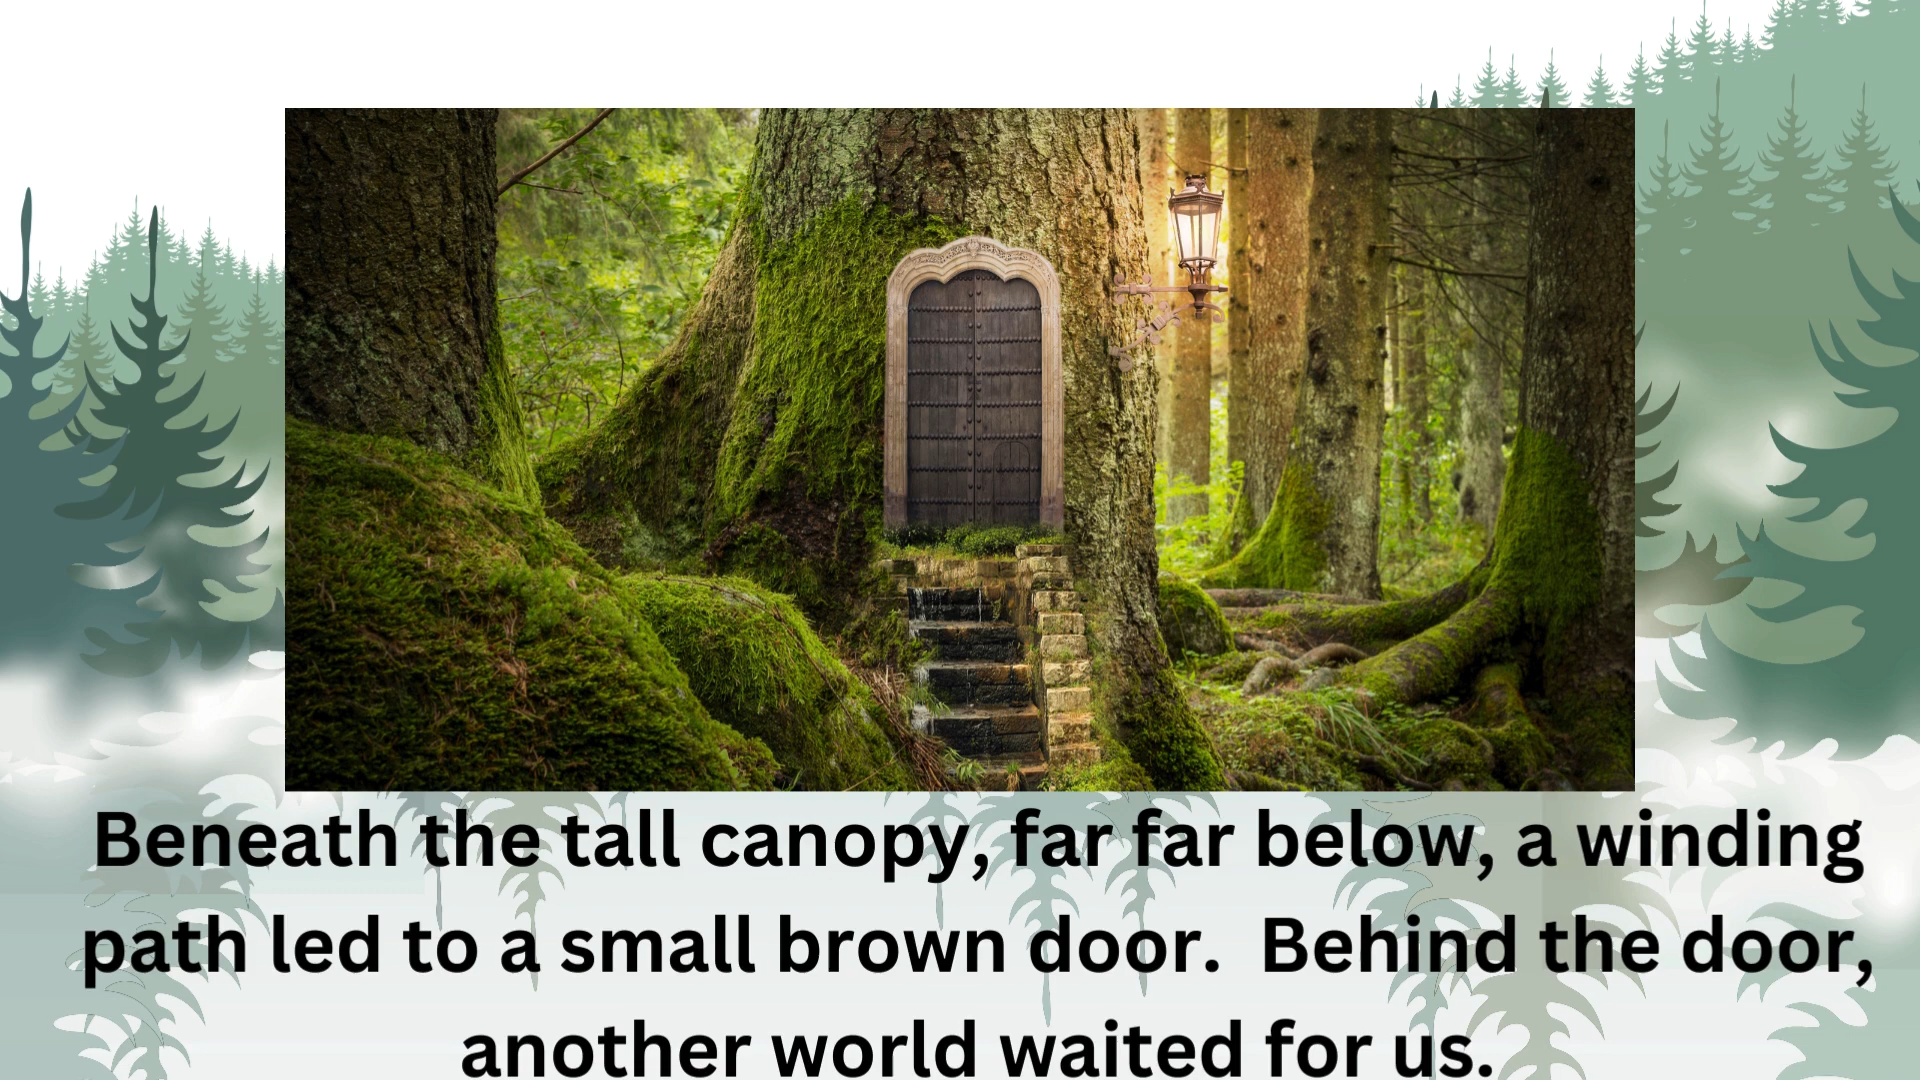 Beneath the tall canopy, far far below, a winding
path led to a small brown door.  Behind the door,
another world waited for us.